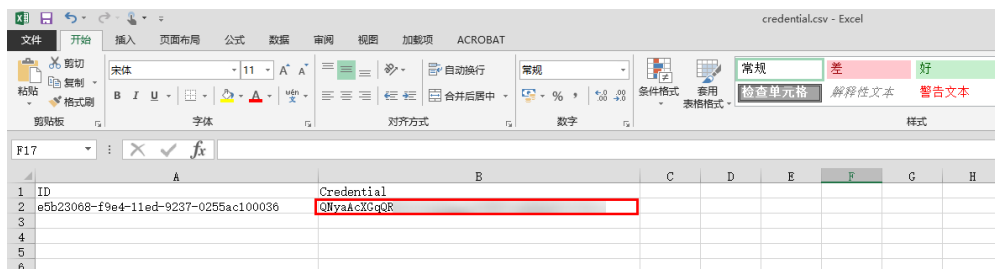 credential.csv - Excel
文件 开始 插入 页面布局 公式 数据 审阅 视图 加载项 ACROBAT
剪切
复制
格式刷
粘贴
宋体 11 A A
B I U A wén 文
自动换行
合并后居中
常规
% , .00 .0 .00
条件格式
套用
表格格式
常规 差 好
检查单元格 解释性文本 警告文本
剪贴板 字体 对齐方式 数字 样式
F17 fx
A B C D E F G H
1 ID Credential
2 e5b23068-f9e4-11ed-9237-0255ac100036 QNyaAcXGqQR
3
4
5
6